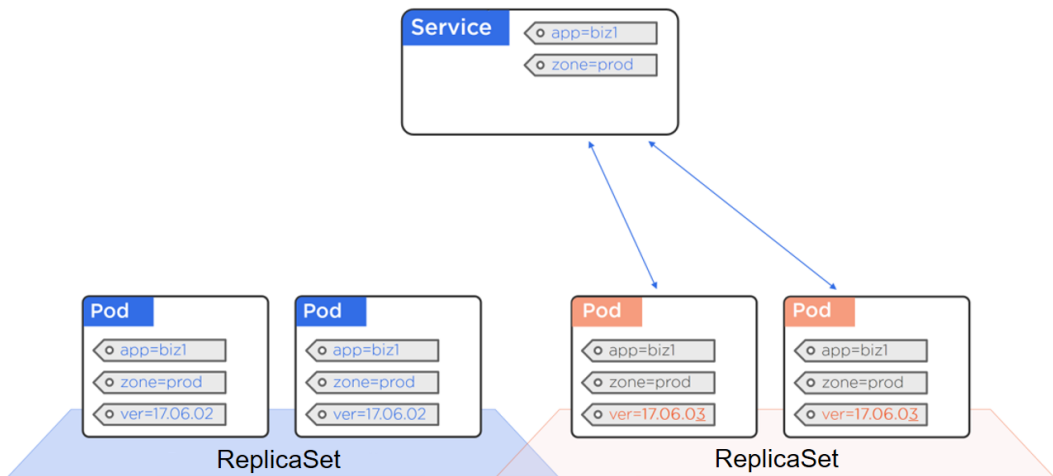 Service
app=biz1
zone=prod
Pod
app=biz1
zone=prod
ver=17.06.02
Pod
app=biz1
zone=prod
ver=17.06.02
ReplicaSet
Pod
app=biz1
zone=prod
ver=17.06.03
Pod
app=biz1
zone=prod
ver=17.06.03
ReplicaSet